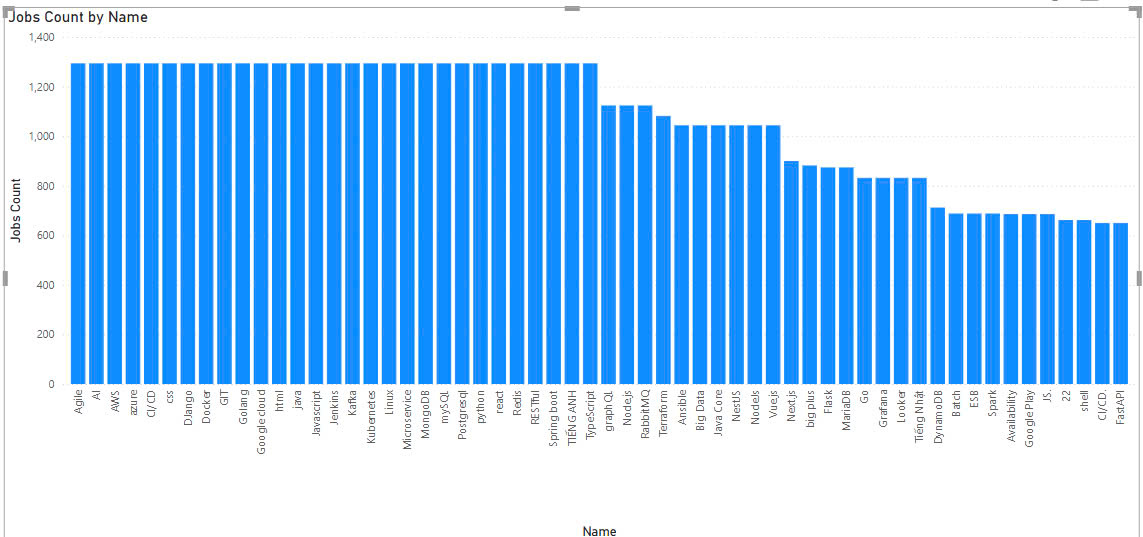 Jobs Count by Name
Jobs Count
1,400
1,200
1,000
800
600
400
200
0
Agile
AI
AWS
azure
CI/CD
css
DJango
Docker
GIT
Golang
Google cloud
html
java
Javascript
Jenkins
Kafka
Kubernetes
Linux
Microservice
MongoDB
mySQL
Postgresql
python
react
Redis
RESTful
Spring boot
TIẾNG ANH
TypeScript
graphQL
Node.js
RabbitMQ
Terraform
Ansible
Big Data
Java Core
NestJS
NodeJs
Vue.js
Next.js
big plus
Flask
MariaDB
Go
Grafana
Looker
Tiếng Nhật
DynamoDB
Batch
ESB
Spark
Availability
Google Play
JS.
22
shell
CI/CD.
FastAPI
Name